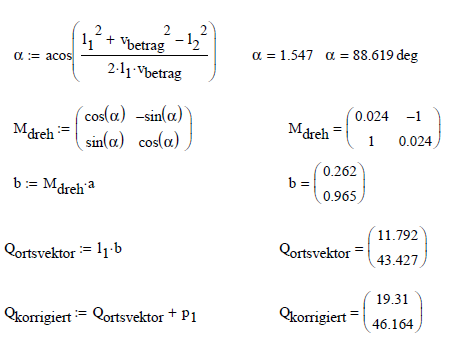 α := acos((l₁² + v_betrag² − l₂²)/(2·l₁·v_betrag)) α = 1.547 α = 88.619 deg
M_dreh := (cos(α) −sin(α); sin(α) cos(α)) M_dreh = (0.024 −1; 1 0.024)
b := M_dreh·a b = (0.262; 0.965)
Q_ortsvektor := l₁·b Q_ortsvektor = (11.792; 43.427)
Q_korrigiert := Q_ortsvektor + p₁ Q_korrigiert = (19.31; 46.164)